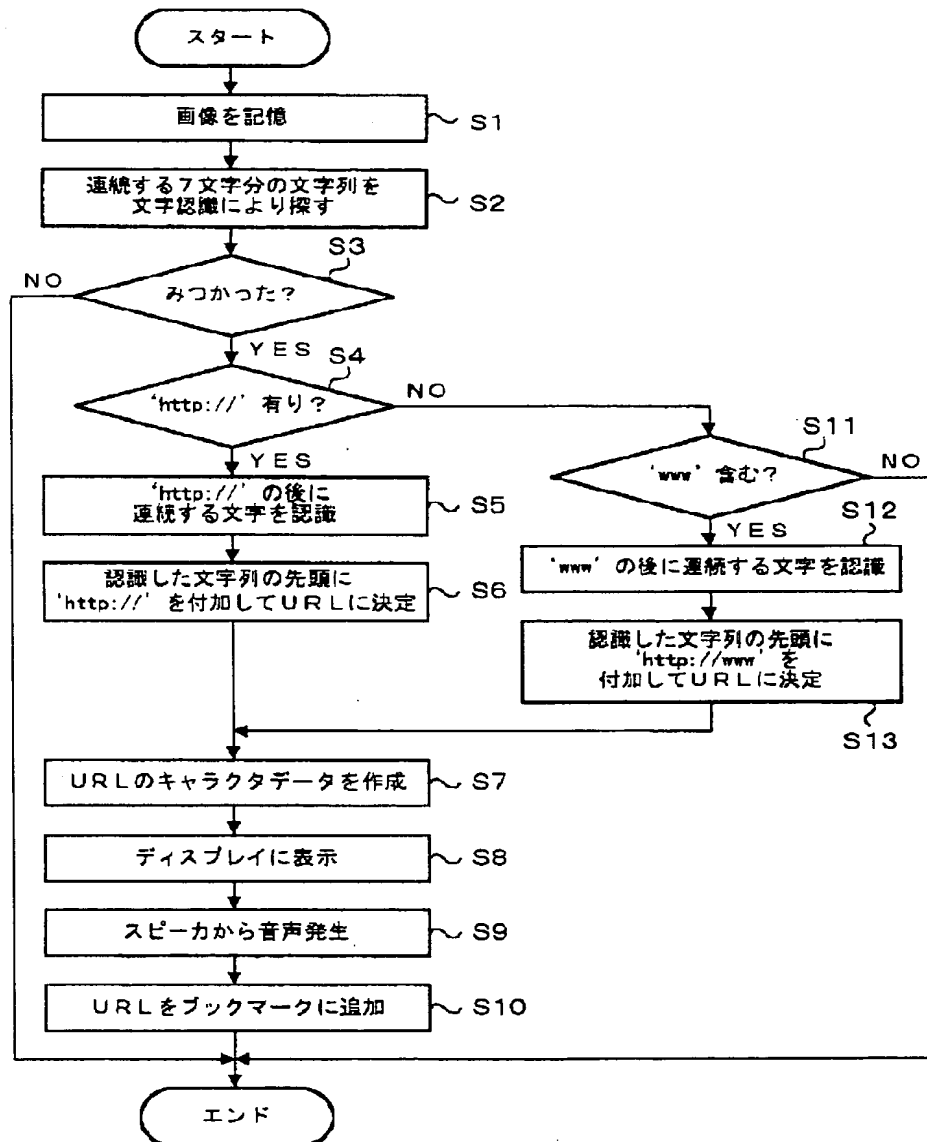 スタート
画像を記憶
S1
連続する7文字分の文字列を
文字認識により探す
S2
S3
NO
みつかった?
YES
S4
'http://' 有り?
NO
S11
'www' 含む?
NO
YES
'http://' の後に
連続する文字を認識
S5
YES
S12
'www' の後に連続する文字を認識
認識した文字列の先頭に
'http://' を付加してURLに決定
S6
認識した文字列の先頭に
'http://www' を
付加してURLに決定
S13
URLのキャラクタデータを作成
S7
ディスプレイに表示
S8
スピーカから音声発生
S9
URLをブックマークに追加
S10
エンド